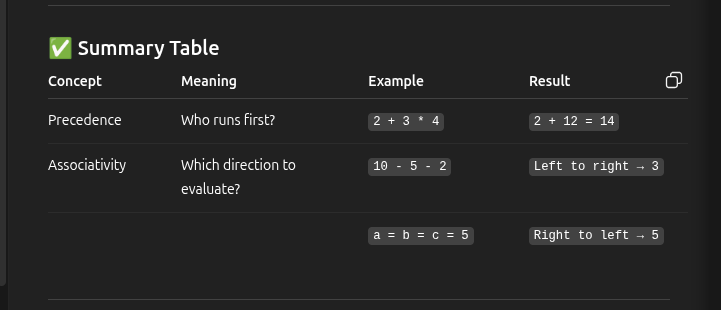 ✅ Summary Table
Concept Meaning Example Result
Precedence Who runs first? 2 + 3 * 4 2 + 12 = 14
Associativity Which direction to evaluate? 10 - 5 - 2 Left to right → 3
a = b = c = 5 Right to left → 5